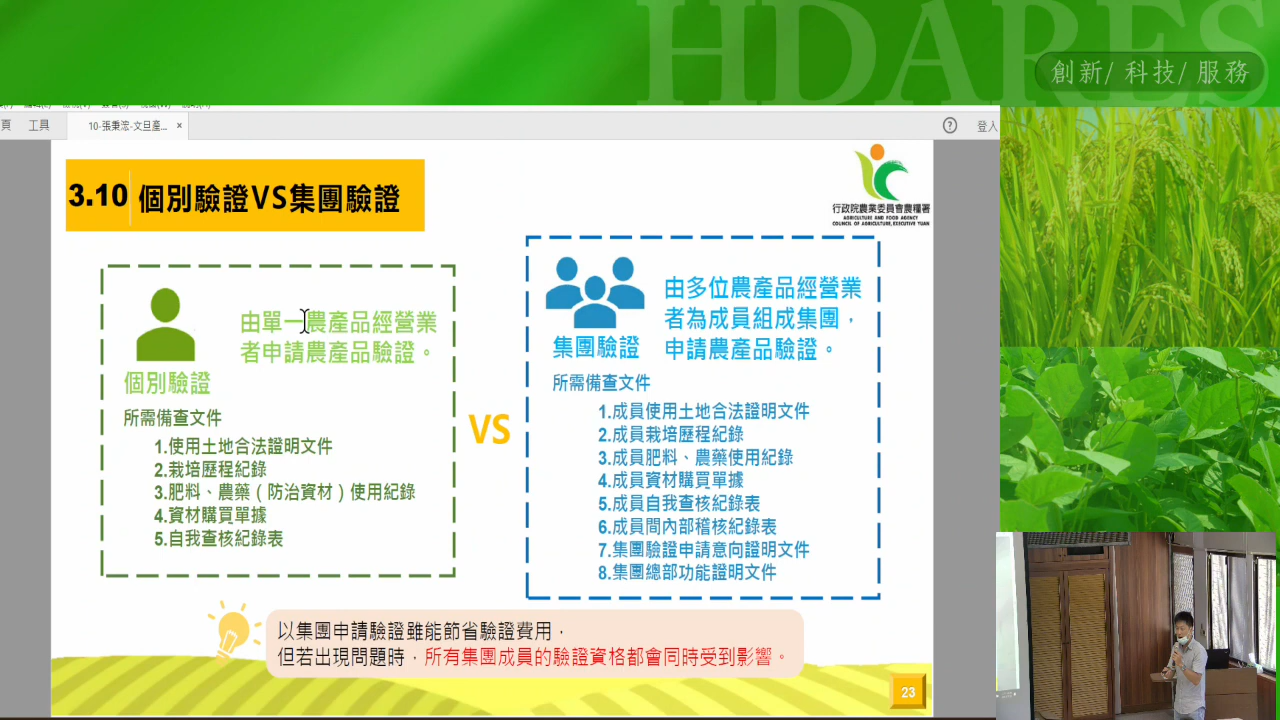 HDARES
創新/ 科技/ 服務
頁 工具 10-張秉浤-文旦產... × ? 登入
3.10 個別驗證VS集團驗證
行政院農業委員會農糧署
AGRICULTURE AND FOOD AGENCY
COUNCIL OF AGRICULTURE, EXECUTIVE YUAN
由單一農產品經營業
者申請農產品驗證。
個別驗證
所需備查文件
1.使用土地合法證明文件
2.栽培歷程紀錄
3.肥料、農藥（防治資材）使用紀錄
4.資材購買單據
5.自我查核紀錄表
VS
由多位農產品經營業
者為成員組成集團，
申請農產品驗證。
集團驗證
所需備查文件
1.成員使用土地合法證明文件
2.成員栽培歷程紀錄
3.成員肥料、農藥使用紀錄
4.成員資材購買單據
5.成員自我查核紀錄表
6.成員間內部稽核紀錄表
7.集團驗證申請意向證明文件
8.集團總部功能證明文件
以集團申請驗證雖能節省驗證費用，
但若出現問題時，所有集團成員的驗證資格都會同時受到影響。
23